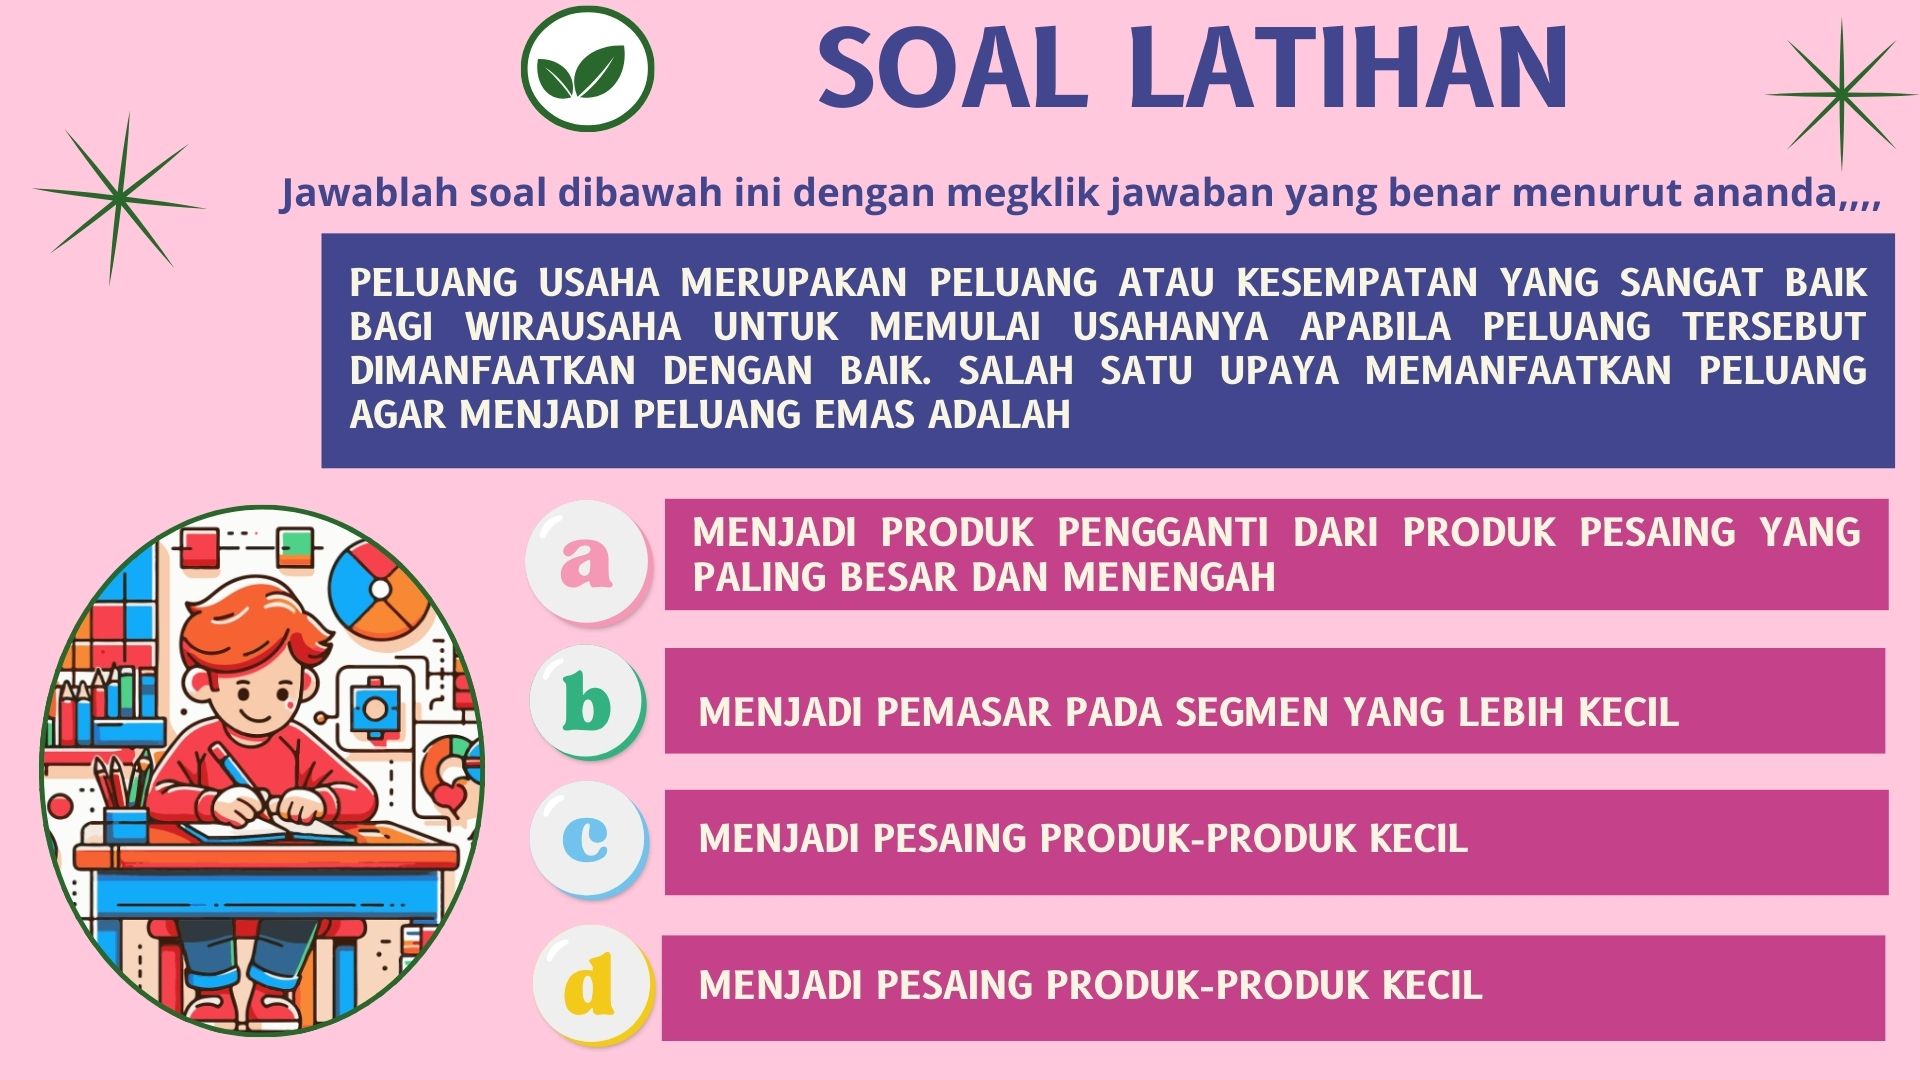 SOAL LATIHAN
Jawablah soal dibawah ini dengan megklik jawaban yang benar menurut ananda,,,,
PELUANG USAHA MERUPAKAN PELUANG ATAU KESEMPATAN YANG SANGAT BAIK
BAGI WIRAUSAHA UNTUK MEMULAI USAHANYA APABILA PELUANG TERSEBUT
DIMANFAATKAN DENGAN BAIK. SALAH SATU UPAYA MEMANFAATKAN PELUANG
AGAR MENJADI PELUANG EMAS ADALAH
a MENJADI PRODUK PENGGANTI DARI PRODUK PESAING YANG
PALING BESAR DAN MENENGAH
b MENJADI PEMASAR PADA SEGMEN YANG LEBIH KECIL
c MENJADI PESAING PRODUK-PRODUK KECIL
d MENJADI PESAING PRODUK-PRODUK KECIL